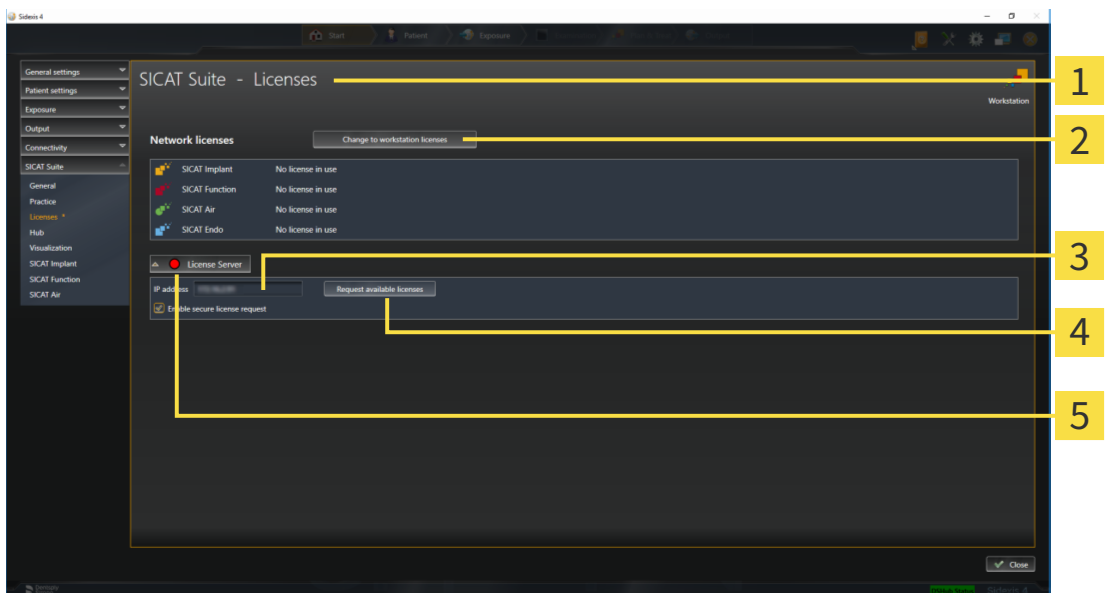 Sidexis 4
Start Patient Exposure
General settings
Patient settings
Exposure
Output
Connectivity
SICAT Suite
General
Practice
Licenses *
Hub
Visualization
SICAT Implant
SICAT Function
SICAT Air
SICAT Suite - Licenses
Workstation
Network licenses
Change to workstation licenses
SICAT Implant No license in use
SICAT Function No license in use
SICAT Air No license in use
SICAT Endo No license in use
License Server
IP address
Request available licenses
Enable secure license request
Close
Sidexis 4
1
2
3
4
5